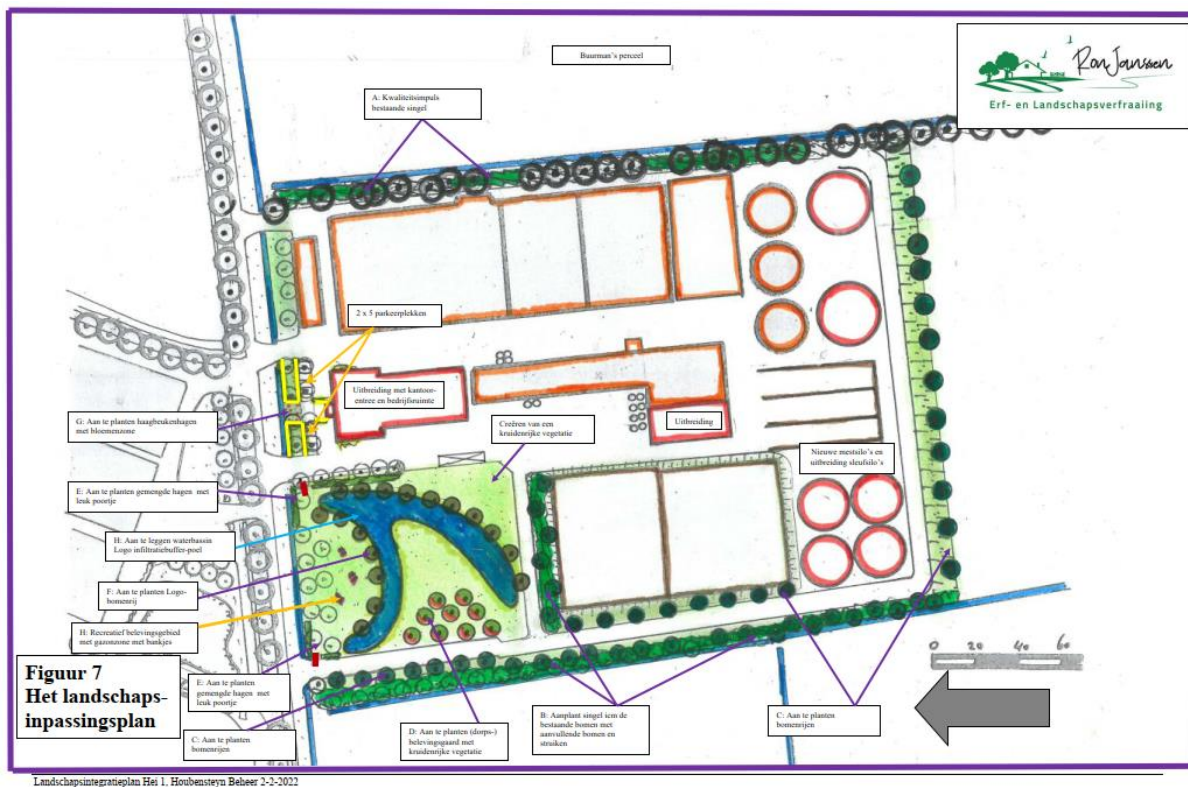 Buurman's perceel
Ron Janssen
Erf- en Landschapsverfraaiing
A: Kwaliteitsimpuls
bestaande singel
2 x 5 parkeerplekken
Uitbreiding met kantoor-
entree en bedrijfsruimte
G: Aan te planten haagbeukenhagen
met bloemenzone
Creëren van een
kruidenrijke vegetatie
Uitbreiding
Nieuwe mestsilo's en
uitbreiding sleufsilo's
E: Aan te planten gemengde hagen met
leuk poortje
H: Aan te leggen waterbassin
Logo infiltratiebuffer-poel
F: Aan te planten Logo-
bomenrij
H: Recreatief belevingsgebied
met gazonzone met bankjes
Figuur 7
Het landschaps-
inpassingsplan
E: Aan te planten
gemengde hagen met
leuk poortje
C: Aan te planten
bomenrijen
D: Aan te planten (dorps-)
belevingsgaard met
kruidenrijke vegetatie
B: Aanplant singel icm de
bestaande bomen met
aanvullende bomen en
struiken
C: Aan te planten
bomenrijen
0 20 40 60
Landschapsintegratieplan Hei 1, Houbensteyn Beheer 2-2-2022